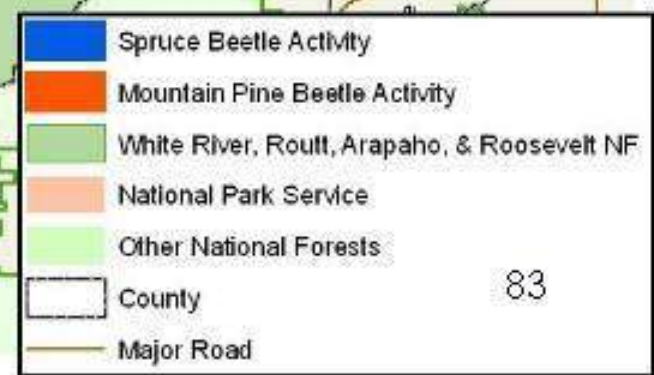 Spruce Beetle Activity
Mountain Pine Beetle Activity
White River, Routt, Arapaho, & Roosevelt NF
National Park Service
Other National Forests
County
83
Major Road